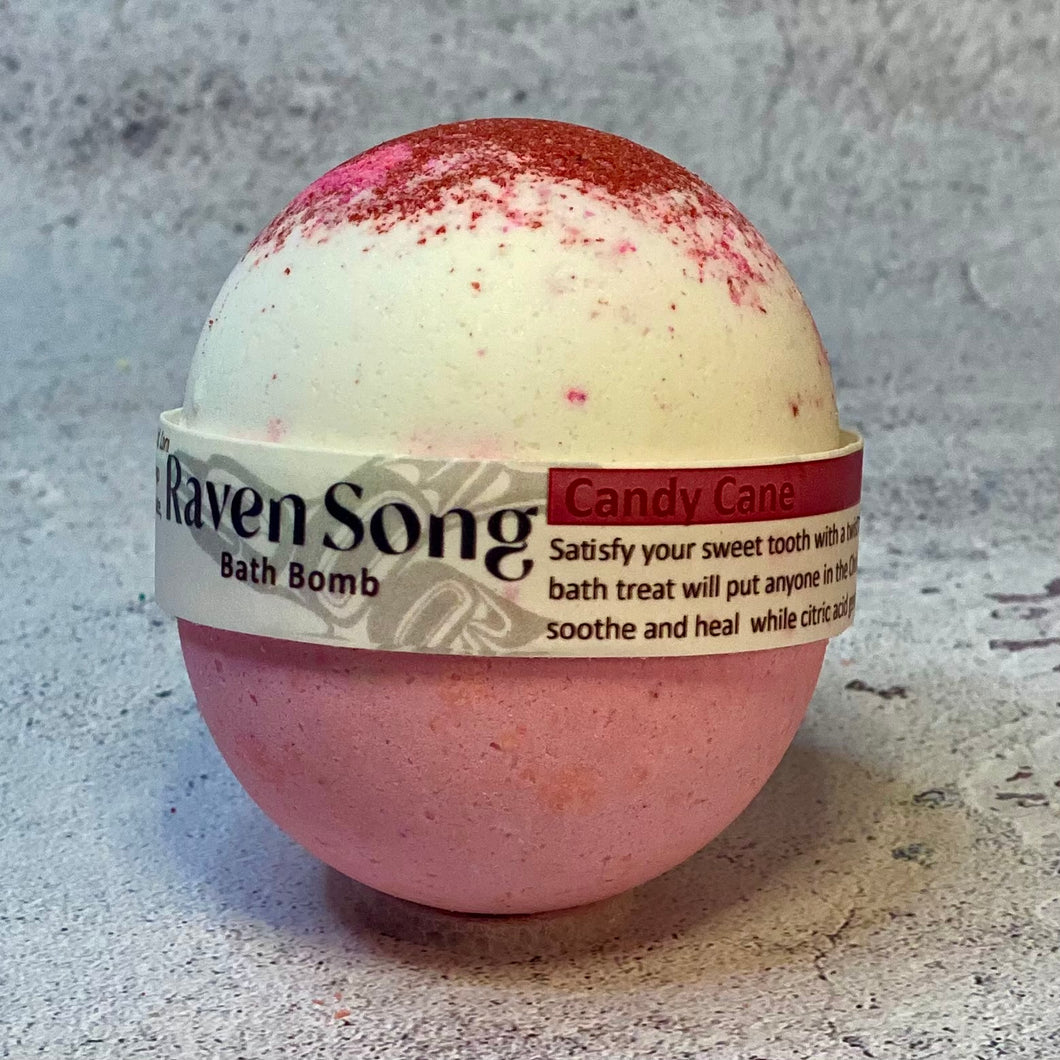 Raven Song
Bath Bomb
Candy Cane
Satisfy your sweet tooth with a
bath treat will put anyone in the
soothe and heal while citric acid